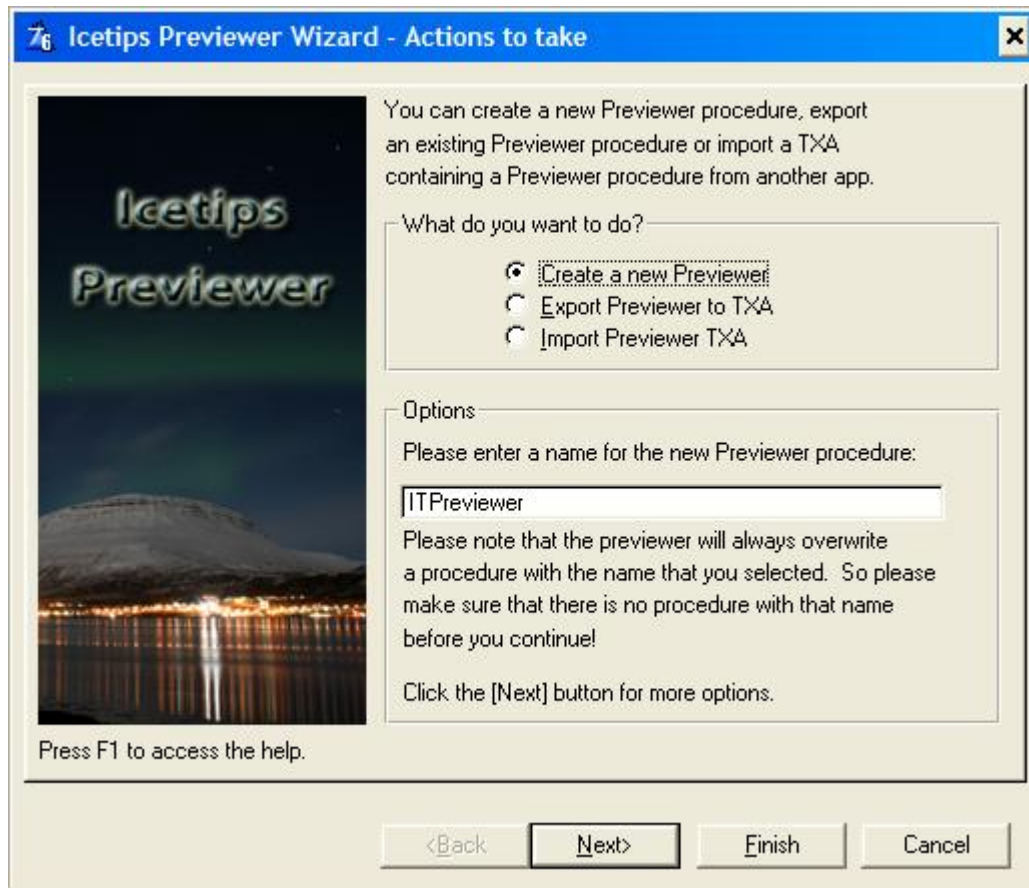 Icetips Previewer Wizard - Actions to take
Icetips
Previewer
You can create a new Previewer procedure, export
an existing Previewer procedure or import a TXA
containing a Previewer procedure from another app.
What do you want to do?
Create a new Previewer
Export Previewer to TXA
Import Previewer TXA
Options
Please enter a name for the new Previewer procedure:
ITPreviewer
Please note that the previewer will always overwrite
a procedure with the name that you selected.  So please
make sure that there is no procedure with that name
before you continue!
Click the [Next] button for more options.
Press F1 to access the help.
<Back
Next>
Finish
Cancel